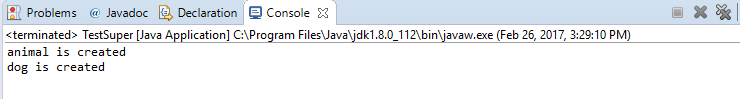 Problems @ Javadoc Declaration Console
<terminated> TestSuper [Java Application] C:\Program Files\Java\jdk1.8.0_112\bin\javaw.exe (Feb 26, 2017, 3:29:10 PM)
animal is created
dog is created